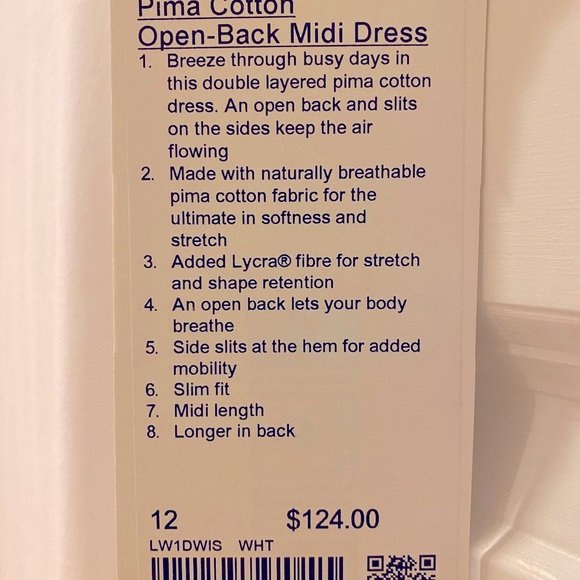 Pima Cotton
Open-Back Midi Dress
1. Breeze through busy days in
this double layered pima cotton
dress. An open back and slits
on the sides keep the air
flowing
2. Made with naturally breathable
pima cotton fabric for the
ultimate in softness and
stretch
3. Added Lycra® fibre for stretch
and shape retention
4. An open back lets your body
breathe
5. Side slits at the hem for added
mobility
6. Slim fit
7. Midi length
8. Longer in back
12 $124.00
LW1DWIS WHT